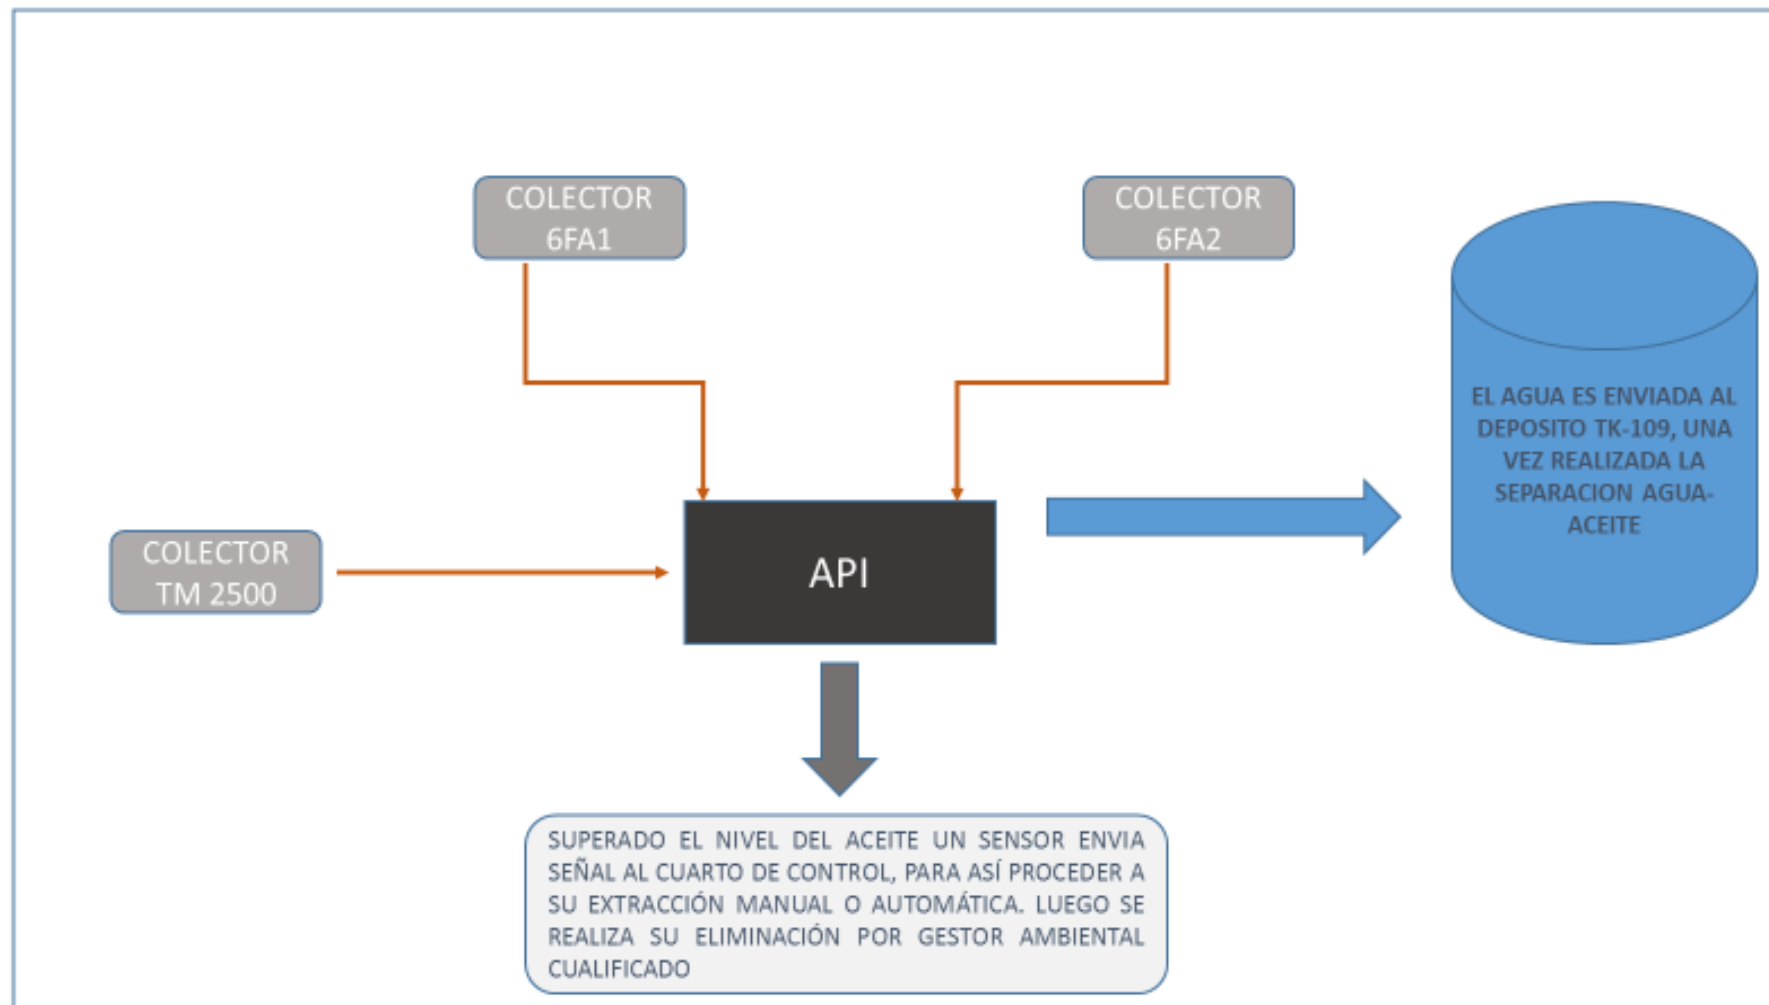 COLECTOR
6FA1
COLECTOR
6FA2
EL AGUA ES ENVIADA AL
DEPOSITO TK-109, UNA
VEZ REALIZADA LA
SEPARACION AGUA-
ACEITE
COLECTOR
TM 2500
API
SUPERADO EL NIVEL DEL ACEITE UN SENSOR ENVIA
SEÑAL AL CUARTO DE CONTROL, PARA ASÍ PROCEDER A
SU EXTRACCIÓN MANUAL O AUTOMÁTICA. LUEGO SE
REALIZA SU ELIMINACIÓN POR GESTOR AMBIENTAL
CUALIFICADO